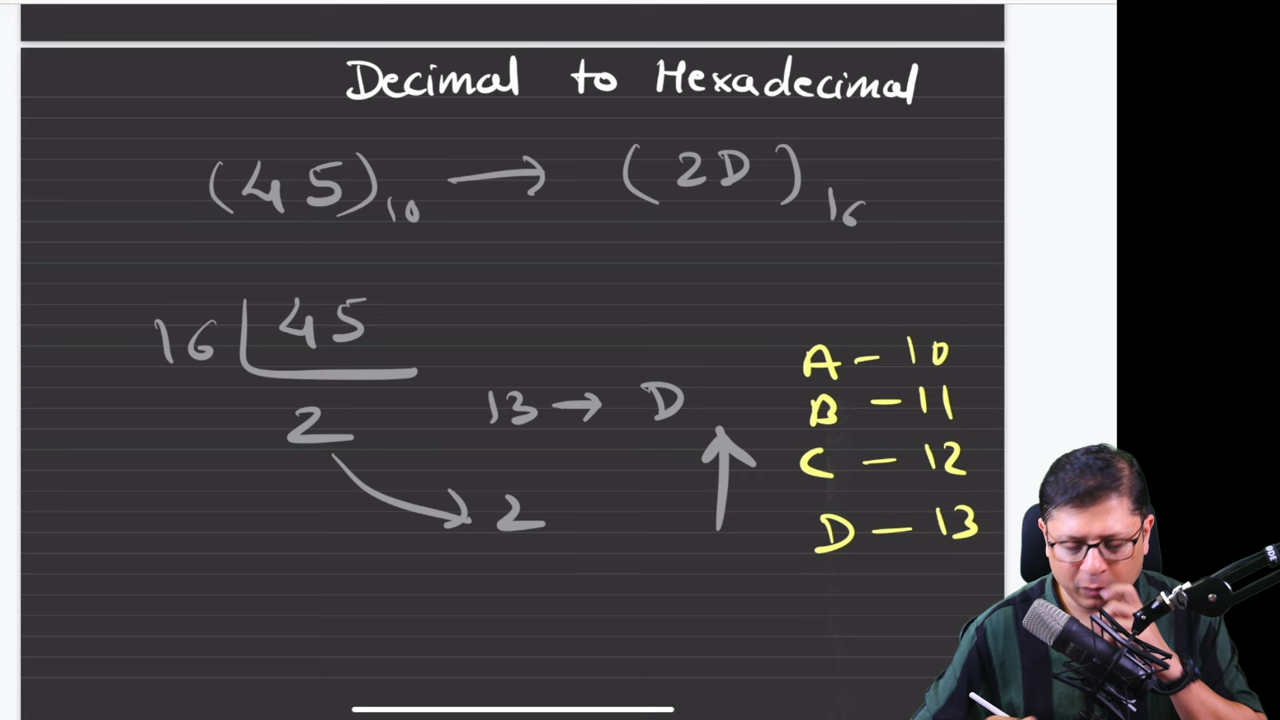 Decimal to Hexadecimal
(45)₁₀ → (2D)₁₆
16 45
2 13 → D
2
A - 10
B - 11
C - 12
D - 13